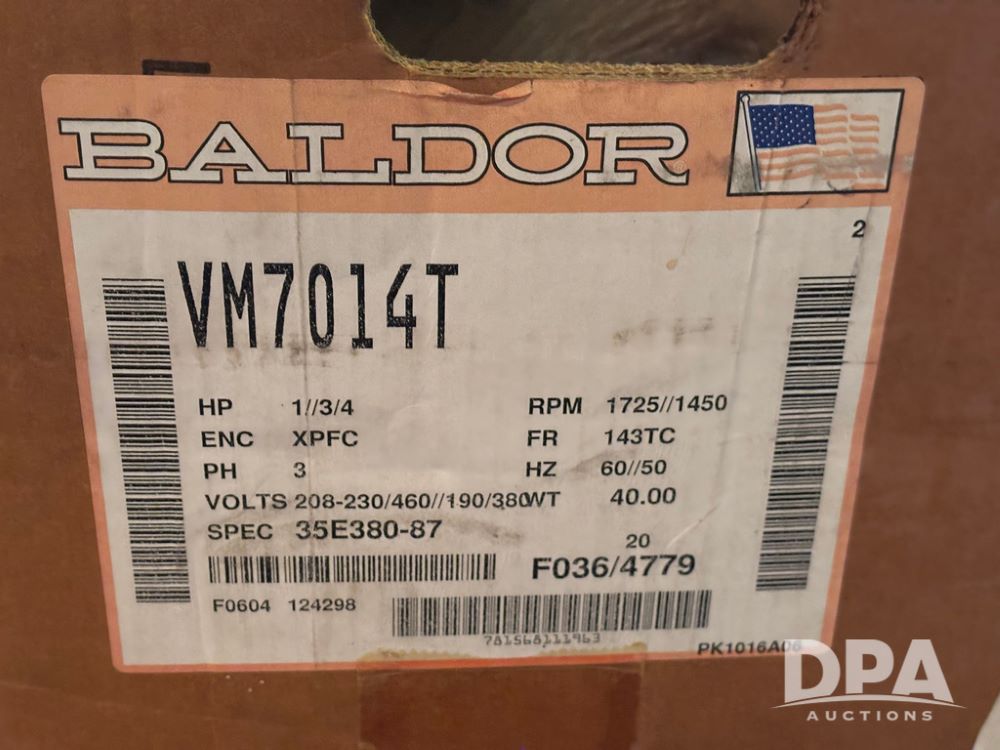 BALDOR
2
VM7014T
HP 1//3/4 RPM 1725//1450
ENC XPFC FR 143TC
PH 3 HZ 60//50
VOLTS 208-230/460//190/380 WT 40.00
SPEC 35E380-87
20
F036/4779
F0604 124298
781568111963
PK1016A06
DPA
AUCTIONS